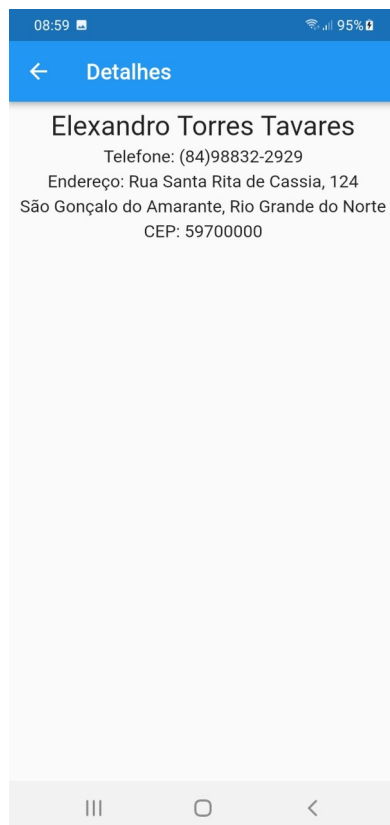 08:59 95%
Detalhes
Elexandro Torres Tavares
Telefone: (84)98832-2929
Endereço: Rua Santa Rita de Cassia, 124
São Gonçalo do Amarante, Rio Grande do Norte
CEP: 59700000